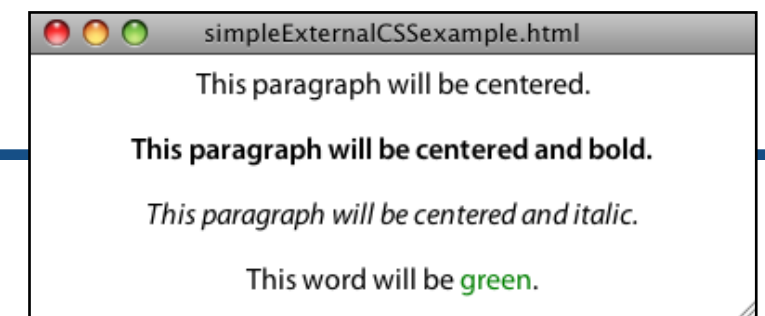 simpleExternalCSSexample.html
This paragraph will be centered.
This paragraph will be centered and bold.
This paragraph will be centered and italic.
This word will be green.